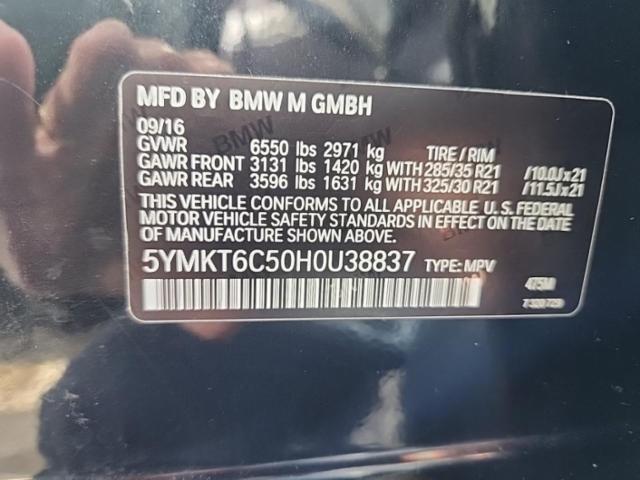 MFD BY BMW M GMBH
09/16
GVWR 6550 lbs 2971 kg TIRE / RIM
GAWR FRONT 3131 lbs 1420 kg WITH 285/35 R21 /10.0Jx21
GAWR REAR 3596 lbs 1631 kg WITH 325/30 R21 /11.5Jx21
THIS VEHICLE CONFORMS TO ALL APPLICABLE U.S. FEDERAL
MOTOR VEHICLE SAFETY STANDARDS IN EFFECT ON THE DATE
OF MANUFACTURE SHOWN ABOVE.
5YMKT6C50H0U38837 TYPE: MPV
475M
BMW